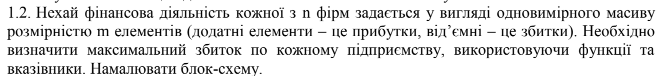 1.2. Нехай фінансова діяльність кожної з n фірм задається у вигляді одновимірного масиву
розмірністю m елементів (додатні елементи – це прибутки, від’ємні – це збитки). Необхідно
визначити максимальний збиток по кожному підприємству, використовуючи функції та
вказівники. Намалювати блок-схему.